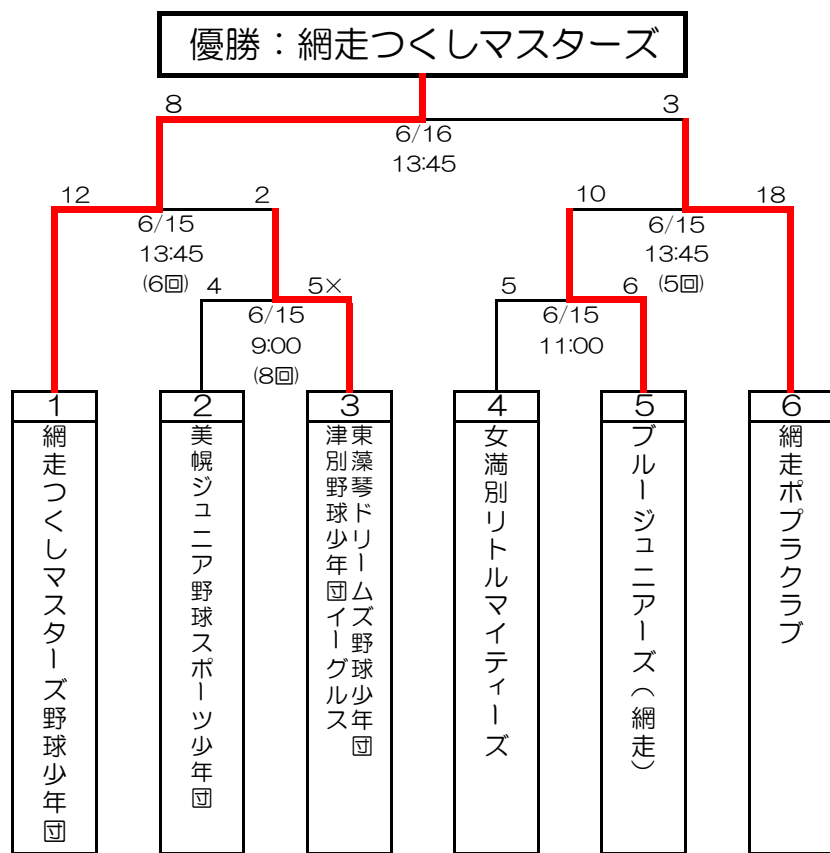 優勝：網走つくしマスターズ
8
3
6/16
13:45
12
2
10
18
6/15
13:45
(6回)
6/15
13:45
(5回)
4
5×
5
6
6/15
9:00
(8回)
6/15
11:00
1
網走つくしマスターズ野球少年団
2
美幌ジュニア野球スポーツ少年団
3
東藻琴ドリームズ野球少年団
津別野球少年団イーグルス
4
女満別リトルマイティーズ
5
ブルージュニアーズ（網走）
6
網走ポプラクラブ